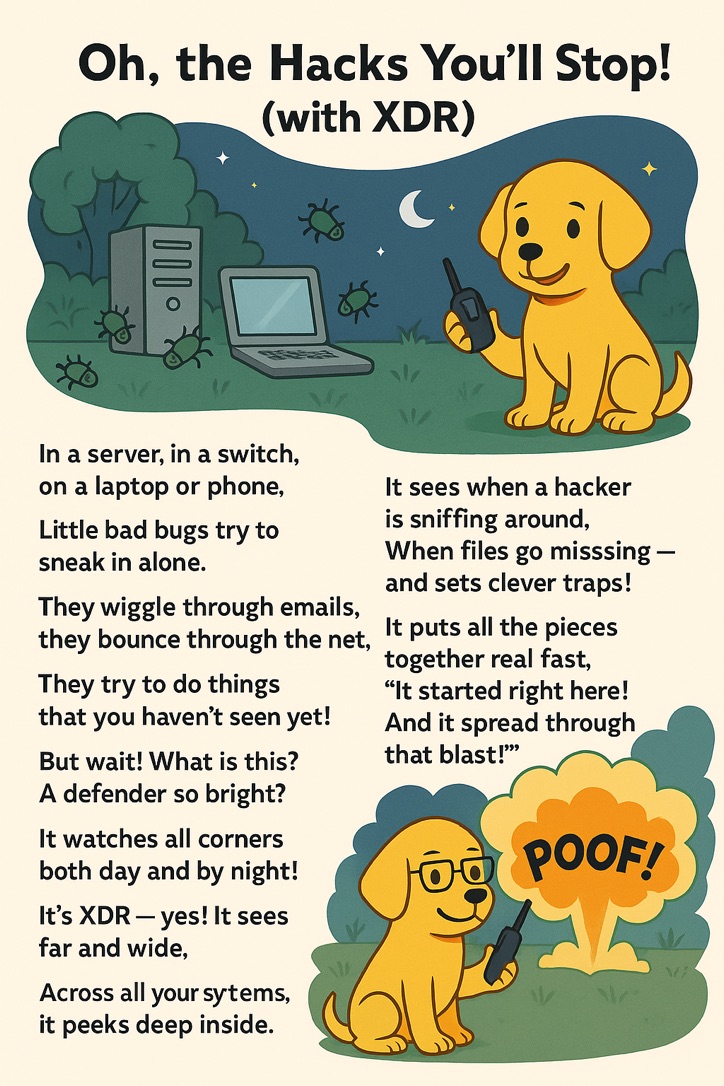 Oh, the Hacks You’ll Stop!
(with XDR)
In a server, in a switch,
on a laptop or phone,
Little bad bugs try to
sneak in alone.
They wiggle through emails,
they bounce through the net,
They try to do things
that you haven’t seen yet!
But wait! What is this?
A defender so bright?
It watches all corners
both day and by night!
It’s XDR — yes! It sees
far and wide,
Across all your sytems,
it peeks deep inside.
It sees when a hacker
is sniffing around,
When files go misssing —
and sets clever traps!
It puts all the pieces
together real fast,
“It started right here!
And it spread through
that blast!’”
POOF!